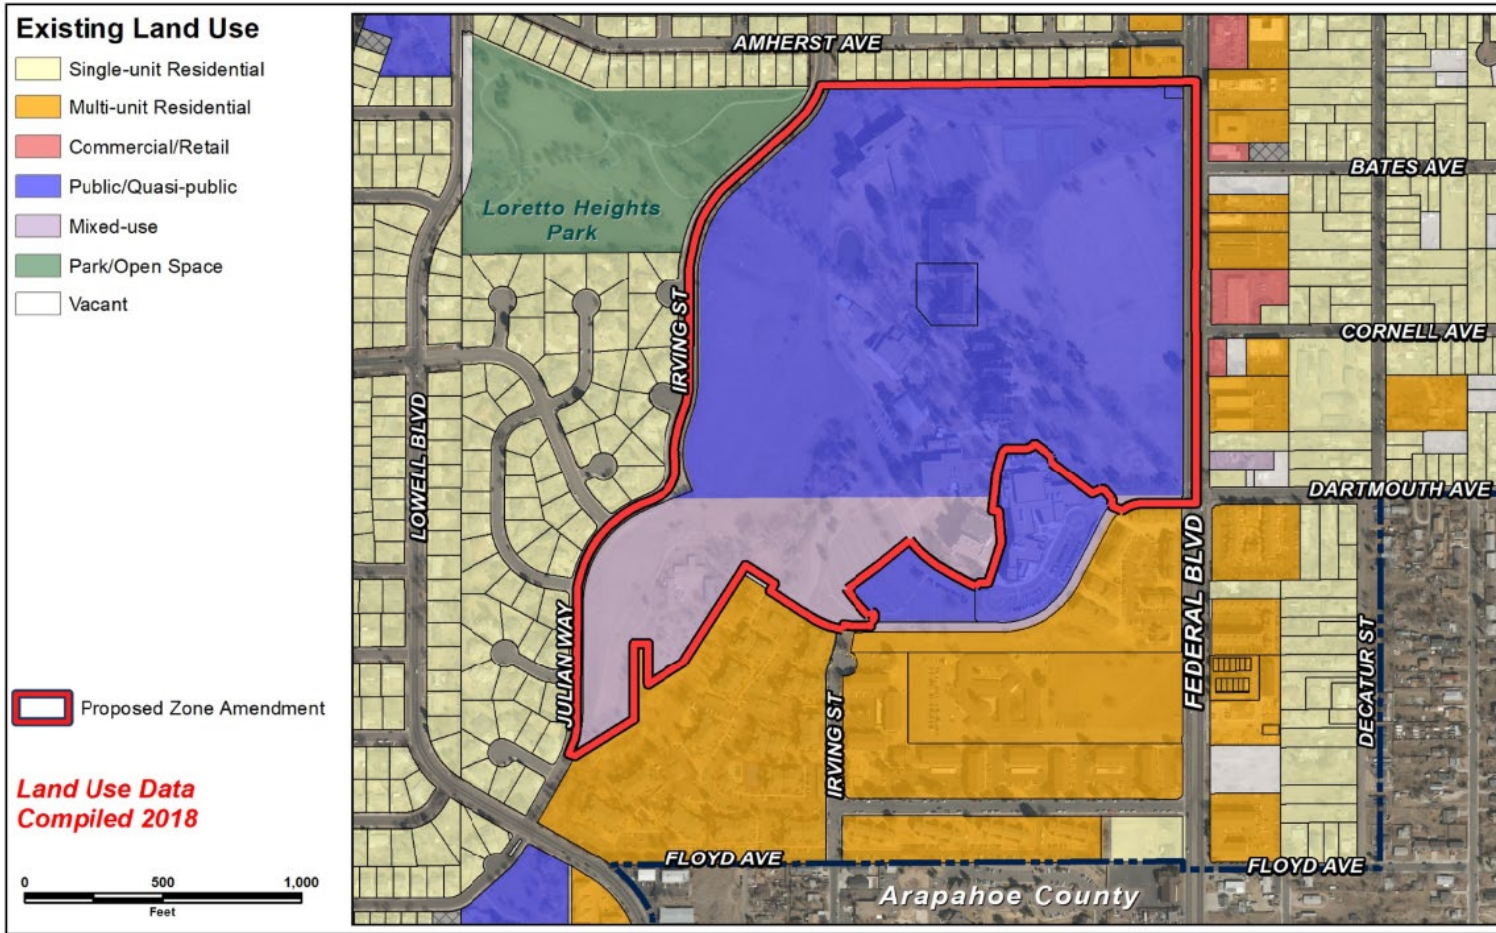 Existing Land Use
Single-unit Residential
Multi-unit Residential
Commercial/Retail
Public/Quasi-public
Mixed-use
Park/Open Space
Vacant
Proposed Zone Amendment
Land Use Data
Compiled 2018
0 500 1,000
Feet
AMHERST AVE
BATES AVE
Loretto Heights
Park
IRVING ST
CORNELL AVE
LOWELL BLVD
DARTMOUTH AVE
FEDERAL BLVD
JULIAN WAY
IRVING ST
DECATUR ST
FLOYD AVE
FLOYD AVE
Arapahoe County